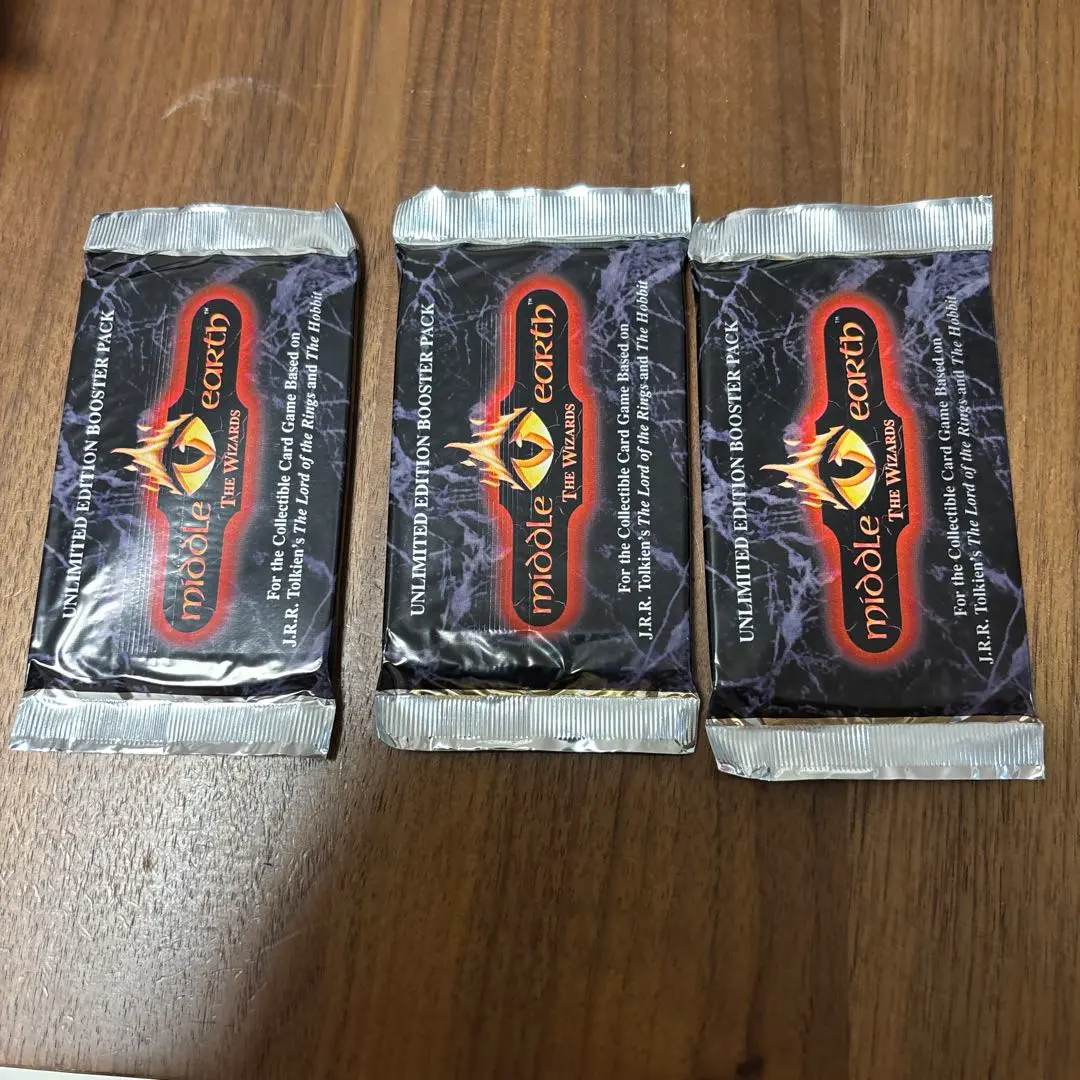 UNLIMITED EDITION BOOSTER PACK
middle earth™
THE WIZARDS
For the Collectible Card Game Based on
J.R.R. Tolkien's The Lord of the Rings and The Hobbit
UNLIMITED EDITION BOOSTER PACK
middle earth™
THE WIZARDS
For the Collectible Card Game Based on
J.R.R. Tolkien's The Lord of the Rings and The Hobbit
UNLIMITED EDITION BOOSTER PACK
middle earth™
THE WIZARDS
For the Collectible Card Game Based on
J.R.R. Tolkien's The Lord of the Rings and The Hobbit